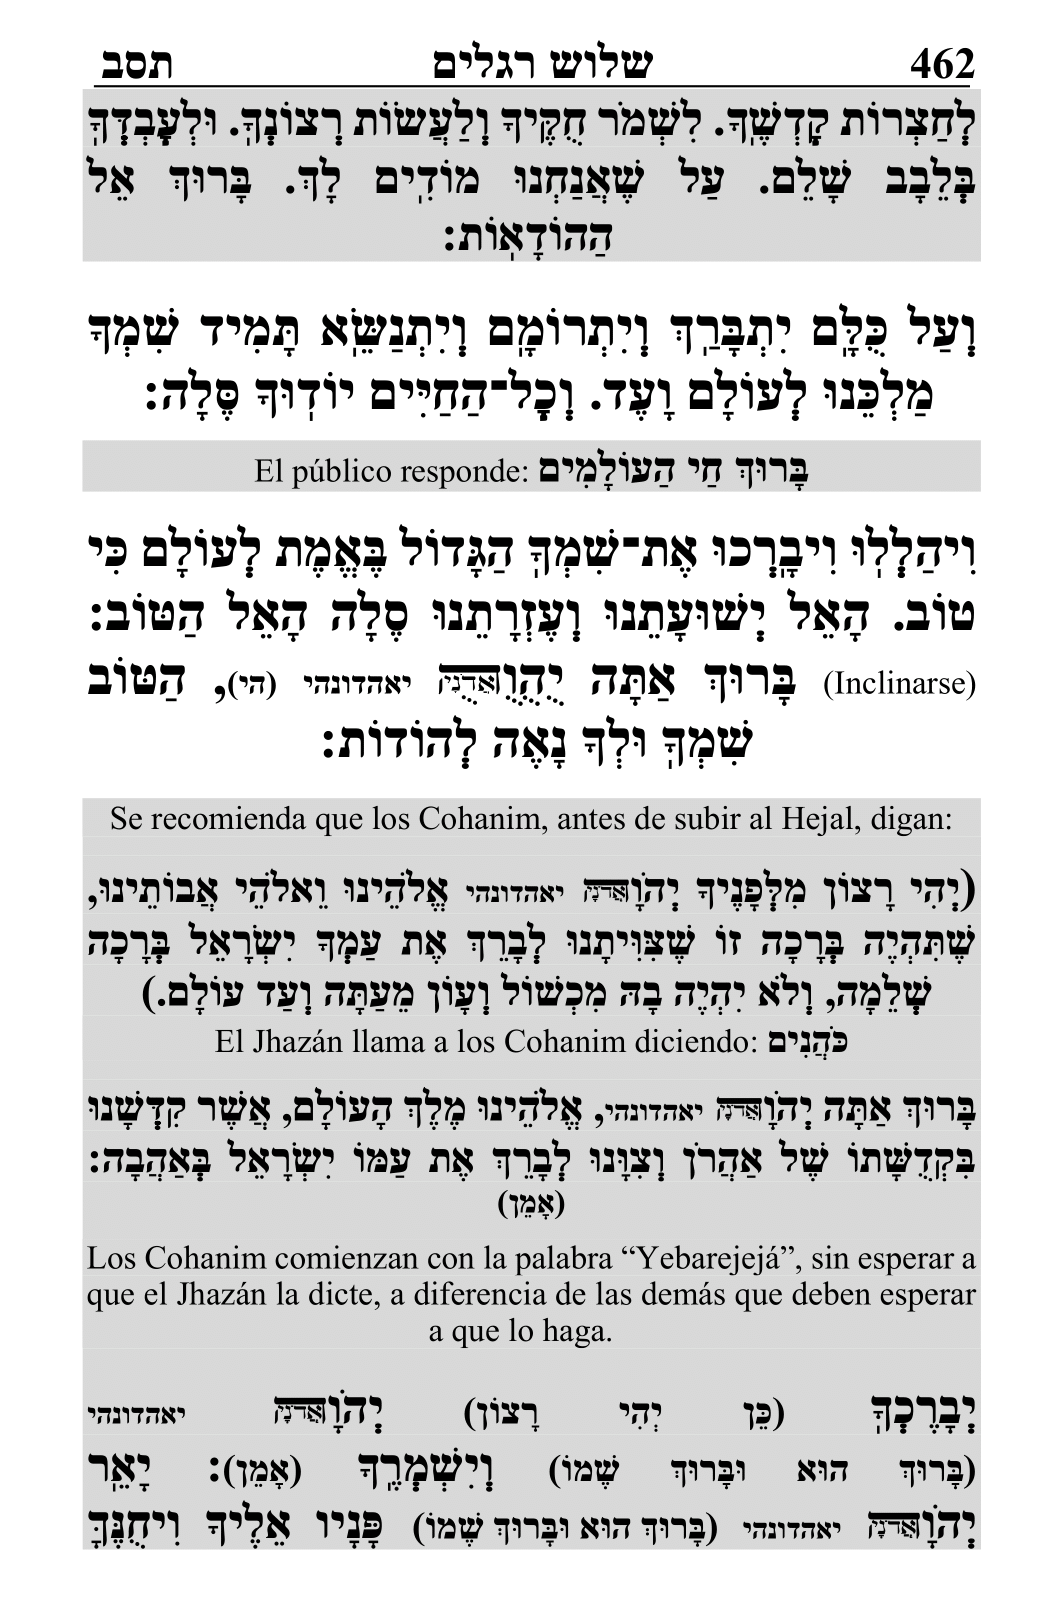 462 שלוש רגלים תסב
לְחַצְרוֹת קָדְשֶׁךָ. לִשְׁמֹר חֻקֶּיךָ וְלַעֲשׂוֹת רְצוֹנֶךָ. וּלְעָבְדְּךָ
בְּלֵבָב שָׁלֵם. עַל שֶׁאֲנַחְנוּ מוֹדִים לָךְ. בָּרוּךְ אֵל
הַהוֹדָאוֹת:
וְעַל כֻּלָּם יִתְבָּרַךְ וְיִתְרוֹמָם וְיִתְנַשֵּׂא תָּמִיד שִׁמְךָ
מַלְכֵּנוּ לְעוֹלָם וָעֶד. וְכָל־הַחַיִּים יוֹדוּךָ סֶּלָה:
El público responde: בָּרוּךְ חַי הַעוֹלָמִים
וִיהַלְלוּ וִיבָרְכוּ אֶת־שִׁמְךָ הַגָּדוֹל בֶּאֱמֶת לְעוֹלָם כִּי
טוֹב. הָאֵל יְשׁוּעָתֵנוּ וְעֶזְרָתֵנוּ סֶלָה הָאֵל הַטּוֹב:
(Inclinarse) בָּרוּךְ אַתָּה יֻהֻוֻהֻאֲדֹנָי יאהדונהי (הי), הַטּוֹב
שִׁמְךָ וּלְךָ נָאֶה לְהוֹדוֹת:
Se recomienda que los Cohanim, antes de subir al Hejal, digan:
(יְהִי רָצוֹן מִלְּפָנֶיךָ יְהֹוָהאֲדֹנָי יאהדונהי אֱלֹהֵינוּ וֵאלֹהֵי אֲבוֹתֵינוּ,
שֶׁתִּהְיֶה בְּרָכָה זוֹ שֶׁצִּוִּיתָנוּ לְבָרֵךְ אֶת עַמְּךָ יִשְׂרָאֵל בְּרָכָה
שְׁלֵמָה, וְלֹא יִהְיֶה בָהּ מִכְשׁוֹל וְעָוֹן מֵעַתָּה וְעַד עוֹלָם.)
El Jhazán llama a los Cohanim diciendo: כֹּהֲנִים
בָּרוּךְ אַתָּה יְהֹוָהאֲדֹנָי יאהדונהי, אֱלֹהֵינוּ מֶלֶךְ הָעוֹלָם, אֲשֶׁר קִדְּשָׁנוּ
בִּקְדֻשָּׁתוֹ שֶׁל אַהֲרֹן וְצִוָּנוּ לְבָרֵךְ אֶת עַמּוֹ יִשְׂרָאֵל בְּאַהֲבָה:
(אָמֵן)
Los Cohanim comienzan con la palabra “Yebarejejá”, sin esperar a
que el Jhazán la dicte, a diferencia de las demás que deben esperar
a que lo haga.
יְבָרֶכְךָ (כֵּן יְהִי רָצוֹן) יְהֹוָהאֲדֹנָי יאהדונהי
(בָּרוּךְ הוּא וּבָרוּךְ שְׁמוֹ) וְיִשְׁמְרֶךָ (אָמֵן): יָאֵר
יְהֹוָהאֲדֹנָי יאהדונהי (בָּרוּךְ הוּא וּבָּרוּךְ שְׁמוֹ) פָּנָיו אֵלֶיךָ וִיחֻנֶּךָּ